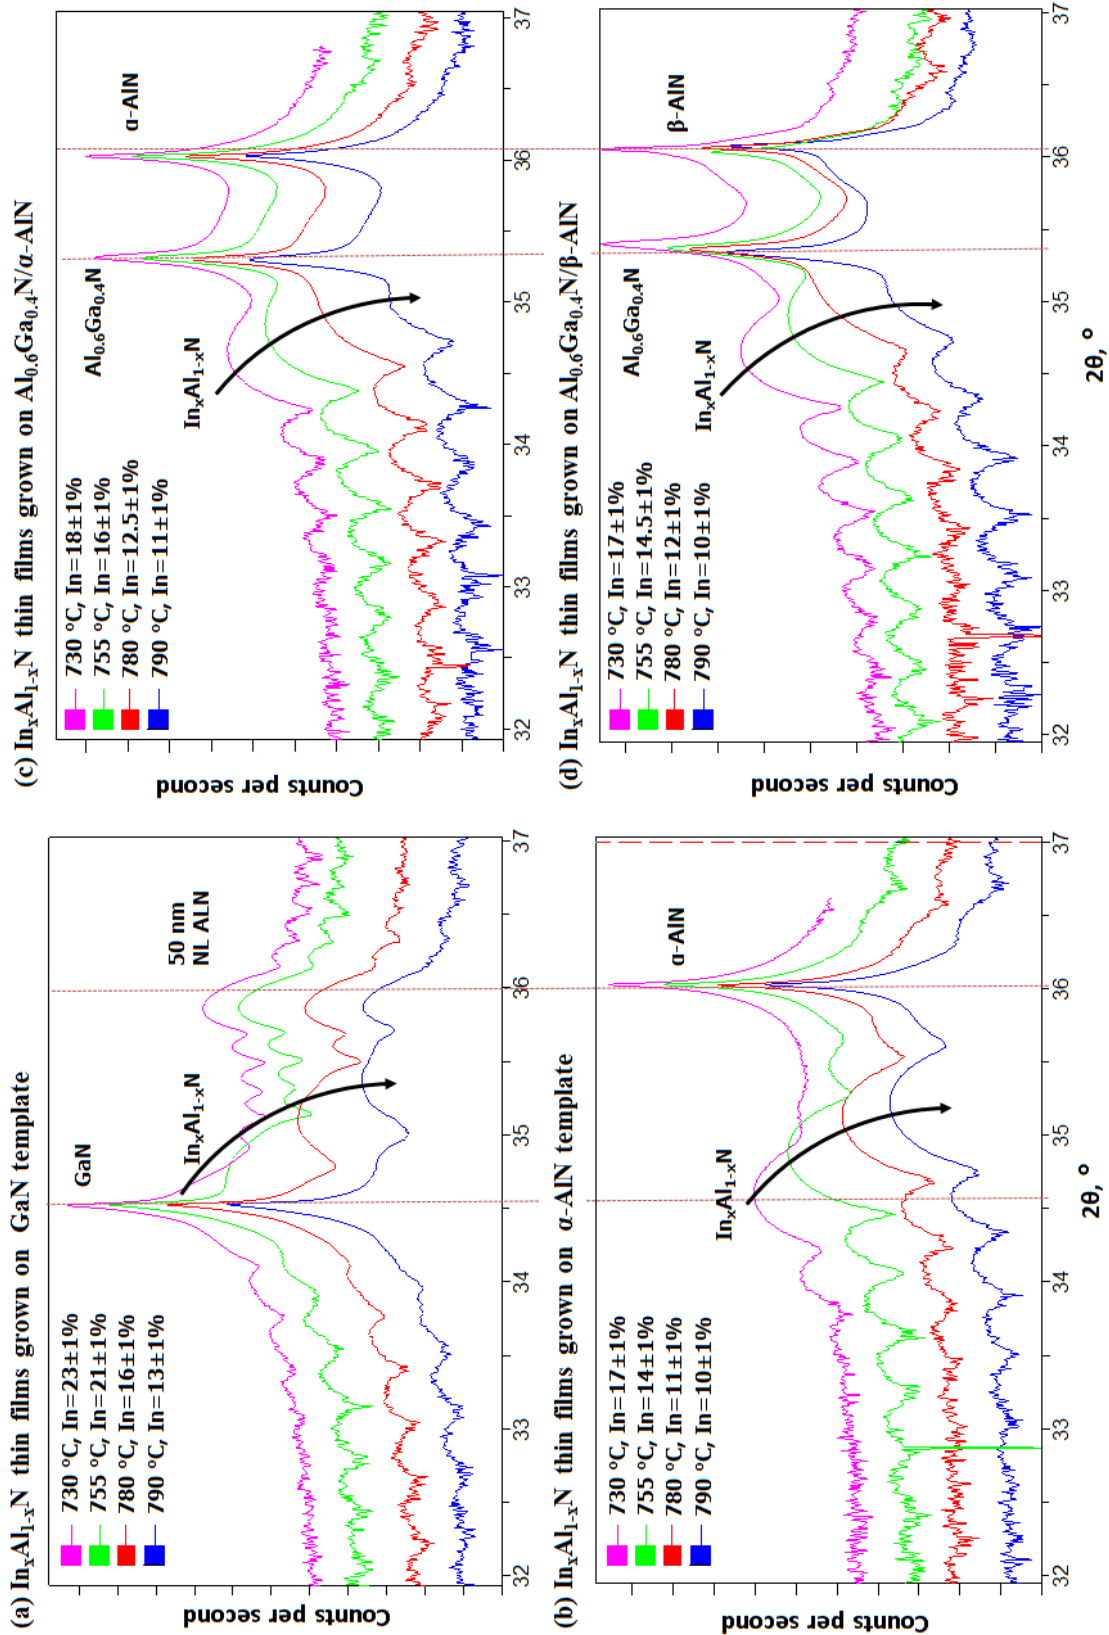 (a) InₓAl₁₋ₓN thin films grown on GaN template
730 °C, In=23±1%
755 °C, In=21±1%
780 °C, In=16±1%
790 °C, In=13±1%
GaN
InₓAl₁₋ₓN
50 nm
NL ALN
Counts per second
32 33 34 35 36 37
(b) InₓAl₁₋ₓN thin films grown on α-AlN template
730 °C, In=17±1%
755 °C, In=14±1%
780 °C, In=11±1%
790 °C, In=10±1%
InₓAl₁₋ₓN
α-AlN
Counts per second
32 33 34 35 36 37
2θ, °
(c) InₓAl₁₋ₓN thin films grown on Al₀.₆Ga₀.₄N/α-AlN
730 °C, In=18±1%
755 °C, In=16±1%
780 °C, In=12.5±1%
790 °C, In=11±1%
InₓAl₁₋ₓN
Al₀.₆Ga₀.₄N
α-AlN
Counts per second
32 33 34 35 36 37
(d) InₓAl₁₋ₓN thin films grown on Al₀.₆Ga₀.₄N/β-AlN
730 °C, In=17±1%
755 °C, In=14.5±1%
780 °C, In=12±1%
790 °C, In=10±1%
InₓAl₁₋ₓN
Al₀.₆Ga₀.₄N
β-AlN
Counts per second
32 33 34 35 36 37
2θ, °